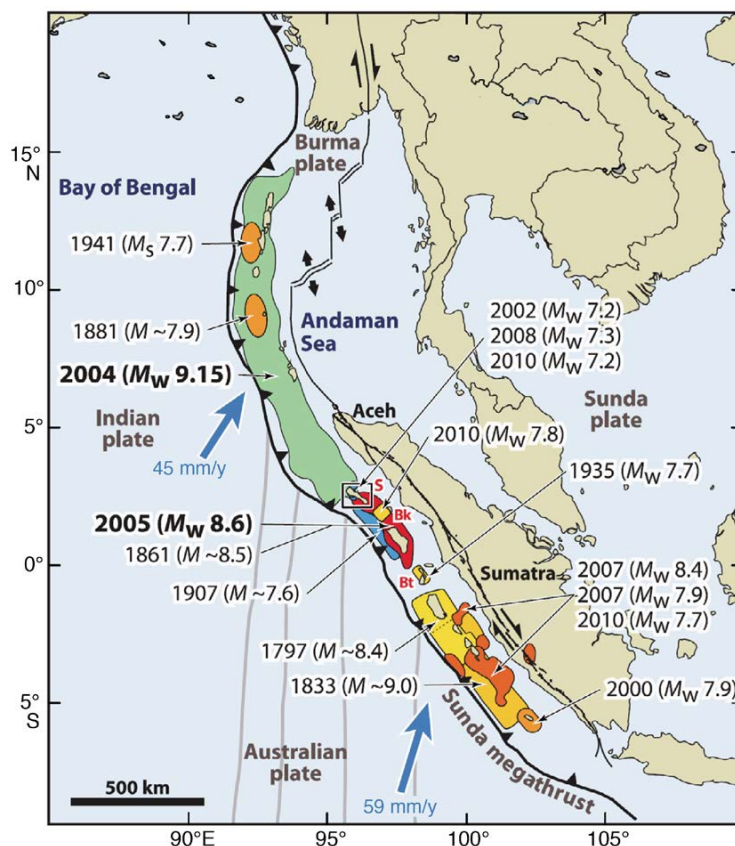 Burma
plate
15°
N
Bay of Bengal
1941 (MS 7.7)
10°
2002 (MW 7.2)
2008 (MW 7.3)
2010 (MW 7.2)
1881 (M ~7.9)
Andaman
Sea
2004 (MW 9.15)
Sunda
plate
Aceh
5°
Indian
plate
2010 (MW 7.8)
45 mm/y
1935 (MW 7.7)
S
2005 (MW 8.6)
Bk
1861 (M ~8.5)
0°
Bt
Sumatra
2007 (MW 8.4)
1907 (M ~7.6)
2007 (MW 7.9)
2010 (MW 7.7)
1797 (M ~8.4)
1833 (M ~9.0)
2000 (MW 7.9)
5°
S
Sunda megathrust
Australian
plate
500 km
59 mm/y
90°E
95°
100°
105°